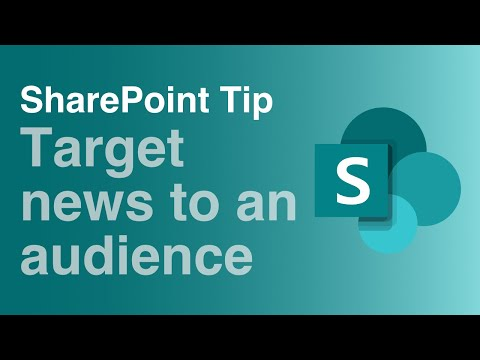 SharePoint Tip
Target
news to an
audience
S